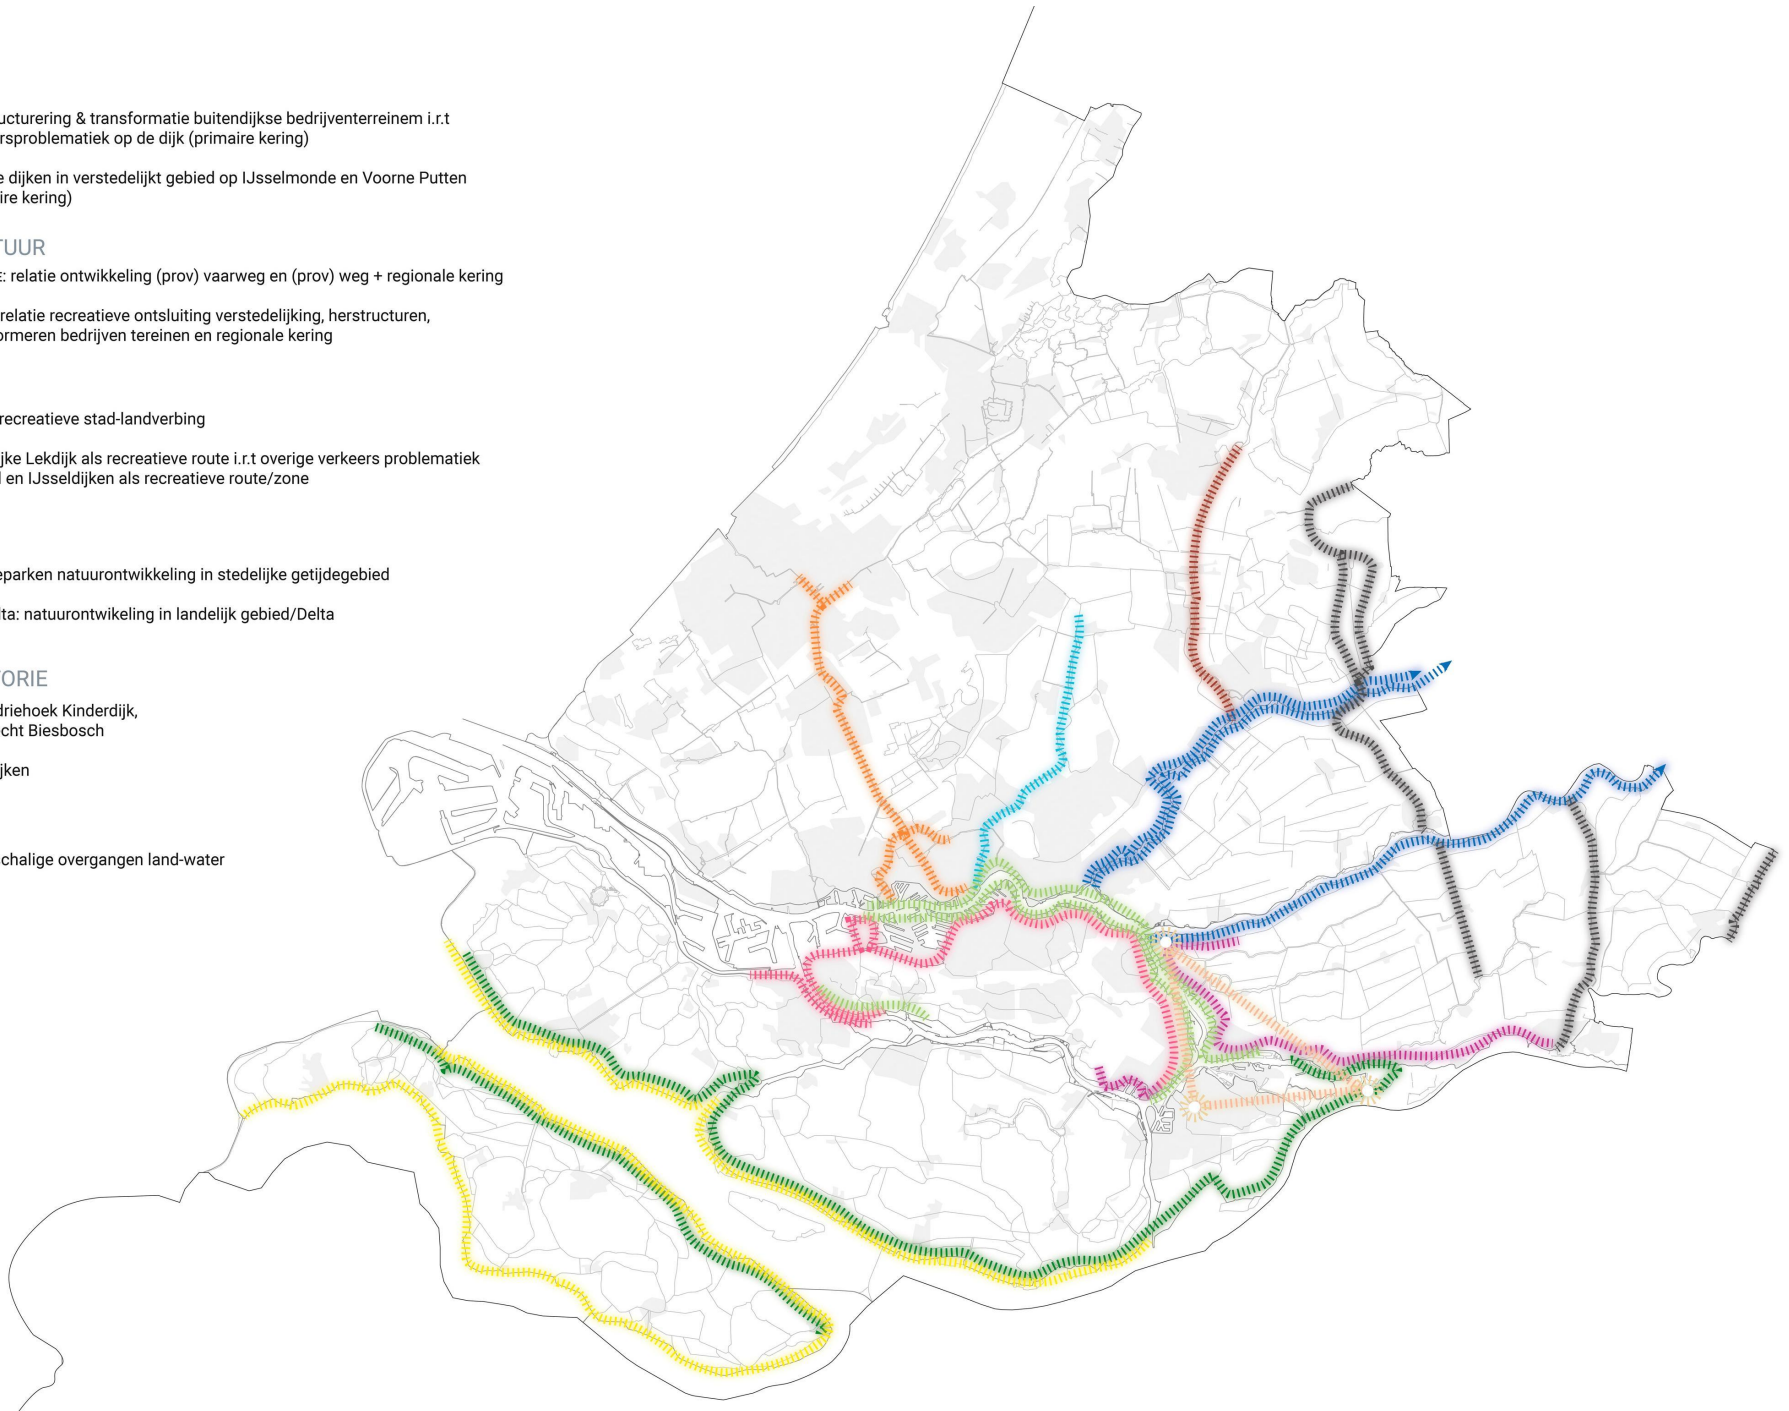 ucturering & transformatie buitendijkse bedrijventerreinem i.r.t
rsproblematiek op de dijk (primaire kering)
e dijken in verstedelijkt gebied op IJsselmonde en Voorne Putten
ire kering)
TUUR
E: relatie ontwikkeling (prov) vaarweg en (prov) weg + regionale kering
relatie recreatieve ontsluiting verstedelijking, herstructuren,
ormeren bedrijven tereinen en regionale kering
recreatieve stad-landverbing
ijke Lekdijk als recreatieve route i.r.t overige verkeers problematiek
l en IJsseldijken als recreatieve route/zone
eparken natuurontwikkeling in stedelijke getijdegebied
lta: natuurontwikeling in landelijk gebied/Delta
ORIE
driehoek Kinderdijk,
cht Biesbosch
ijken
schalige overgangen land-water